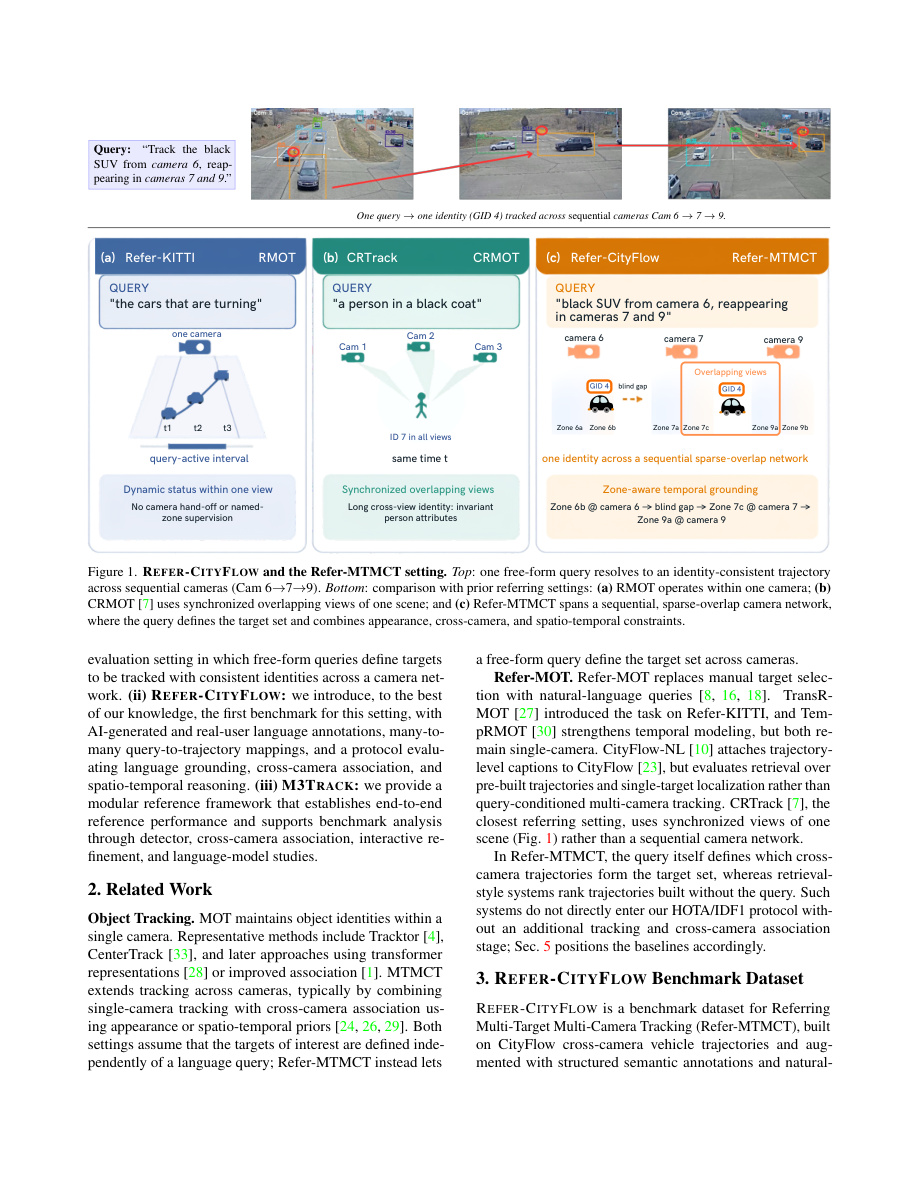 Query: “Track the black
SUV from camera 6, reap-
pearing in cameras 7 and 9.”
One query → one identity (GID 4) tracked across sequential cameras Cam 6 → 7 → 9.
(a) Refer-KITTI RMOT
QUERY
"the cars that are turning"
one camera
t1 t2 t3
query-active interval
Dynamic status within one view
No camera hand-off or named-
zone supervision
(b) CRTrack CRMOT
QUERY
"a person in a black coat"
Cam 1 Cam 2 Cam 3
ID 7 in all views
same time t
Synchronized overlapping views
Long cross-view identity: invariant
person attributes
(c) Refer-CityFlow Refer-MTMCT
QUERY
"black SUV from camera 6, reappearing
in cameras 7 and 9"
camera 6 camera 7 camera 9
Overlapping views
GID 4 blind gap GID 4
Zone 6a Zone 6b Zone 7a Zone 7c Zone 9a Zone 9b
one identity across a sequential sparse-overlap network
Zone-aware temporal grounding
Zone 6b @ camera 6 → blind gap → Zone 7c @ camera 7 →
Zone 9a @ camera 9
Figure 1. REFER-CITYFLOW and the Refer-MTMCT setting. Top: one free-form query resolves to an identity-consistent trajectory
across sequential cameras (Cam 6→7→9). Bottom: comparison with prior referring settings: (a) RMOT operates within one camera; (b)
CRMOT [7] uses synchronized overlapping views of one scene; and (c) Refer-MTMCT spans a sequential, sparse-overlap camera network,
where the query defines the target set and combines appearance, cross-camera, and spatio-temporal constraints.
evaluation setting in which free-form queries define targets
to be tracked with consistent identities across a camera net-
work. (ii) REFER-CITYFLOW: we introduce, to the best
of our knowledge, the first benchmark for this setting, with
AI-generated and real-user language annotations, many-to-
many query-to-trajectory mappings, and a protocol evalu-
ating language grounding, cross-camera association, and
spatio-temporal reasoning. (iii) M3TRACK: we provide a
modular reference framework that establishes end-to-end
reference performance and supports benchmark analysis
through detector, cross-camera association, interactive re-
finement, and language-model studies.
2. Related Work
Object Tracking. MOT maintains object identities within a
single camera. Representative methods include Tracktor [4],
CenterTrack [33], and later approaches using transformer
representations [28] or improved association [1]. MTMCT
extends tracking across cameras, typically by combining
single-camera tracking with cross-camera association us-
ing appearance or spatio-temporal priors [24, 26, 29]. Both
settings assume that the targets of interest are defined inde-
pendently of a language query; Refer-MTMCT instead lets
a free-form query define the target set across cameras.
Refer-MOT. Refer-MOT replaces manual target selec-
tion with natural-language queries [8, 16, 18]. TransR-
MOT [27] introduced the task on Refer-KITTI, and Tem-
pRMOT [30] strengthens temporal modeling, but both re-
main single-camera. CityFlow-NL [10] attaches trajectory-
level captions to CityFlow [23], but evaluates retrieval over
pre-built trajectories and single-target localization rather than
query-conditioned multi-camera tracking. CRTrack [7], the
closest referring setting, uses synchronized views of one
scene (Fig. 1) rather than a sequential camera network.
In Refer-MTMCT, the query itself defines which cross-
camera trajectories form the target set, whereas retrieval-
style systems rank trajectories built without the query. Such
systems do not directly enter our HOTA/IDF1 protocol with-
out an additional tracking and cross-camera association
stage; Sec. 5 positions the baselines accordingly.
3. REFER-CITYFLOW Benchmark Dataset
REFER-CITYFLOW is a benchmark dataset for Referring
Multi-Target Multi-Camera Tracking (Refer-MTMCT), built
on CityFlow cross-camera vehicle trajectories and aug-
mented with structured semantic annotations and natural-